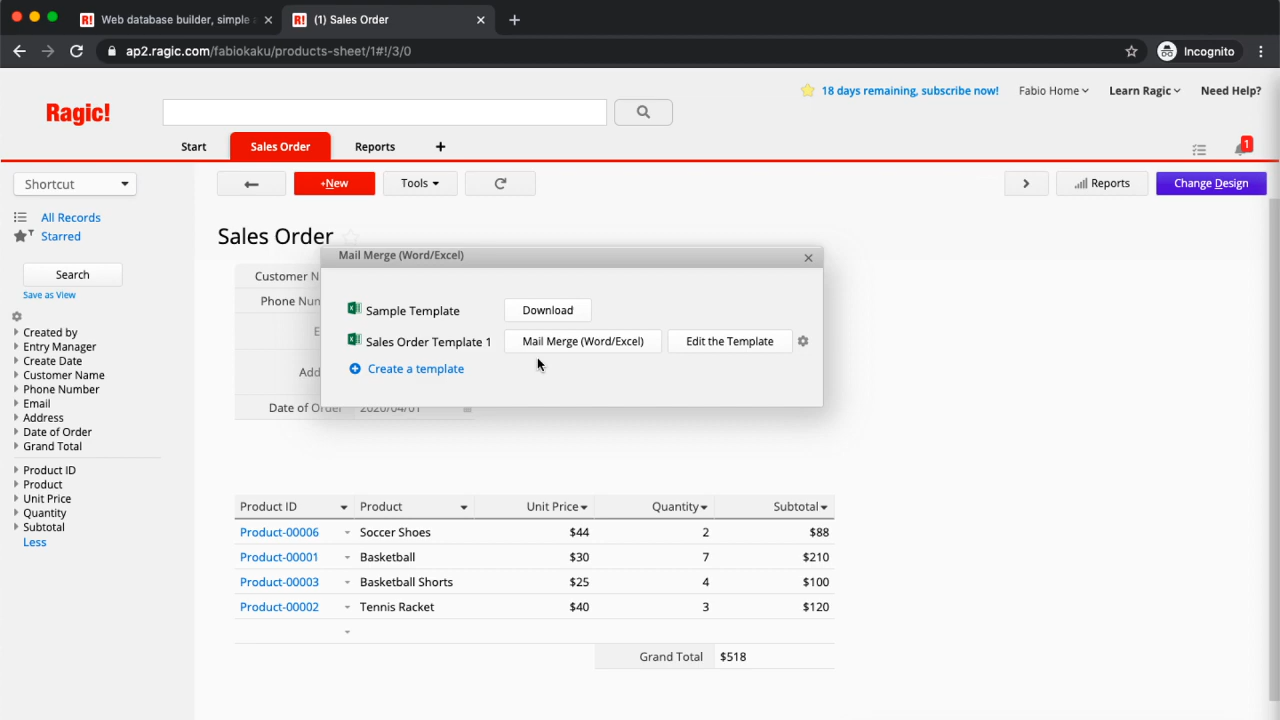 R! Web database builder, simple a
R! (1) Sales Order
ap2.ragic.com/fabiokaku/products-sheet/1#!/3/0
Incognito
18 days remaining, subscribe now!
Fabio Home
Learn Ragic
Need Help?
Ragic!
Start
Sales Order
Reports
1
Shortcut
+New
Tools
Reports
Change Design
All Records
Starred
Search
Save as View
Created by
Entry Manager
Create Date
Customer Name
Phone Number
Email
Address
Date of Order
Grand Total
Product ID
Product
Unit Price
Quantity
Subtotal
Less
Sales Order
Customer N
Phone Nun
E
Add
Date of Order 2020/04/01
Mail Merge (Word/Excel)
Sample Template Download
Sales Order Template 1 Mail Merge (Word/Excel) Edit the Template
Create a template
Product ID Product Unit Price Quantity Subtotal
Product-00006 Soccer Shoes $44 2 $88
Product-00001 Basketball $30 7 $210
Product-00003 Basketball Shorts $25 4 $100
Product-00002 Tennis Racket $40 3 $120
Grand Total $518